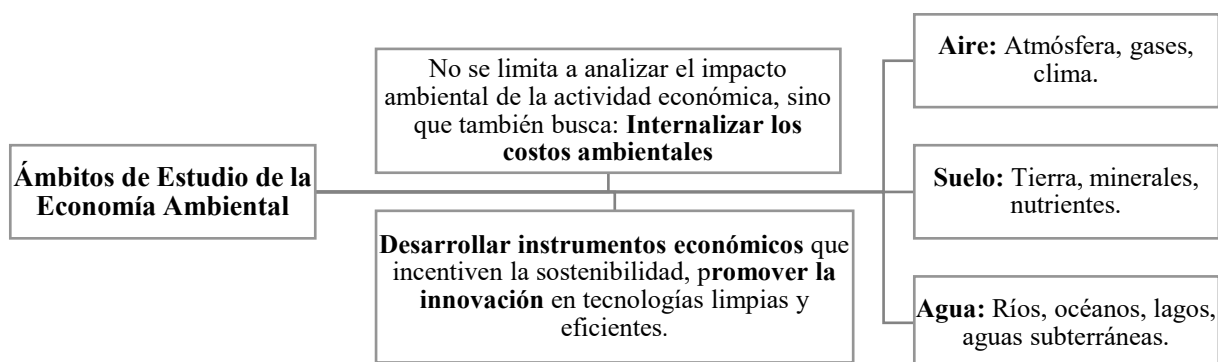 Ámbitos de Estudio de la
Economía Ambiental
No se limita a analizar el impacto
ambiental de la actividad económica, sino
que también busca: Internalizar los
costos ambientales
Desarrollar instrumentos económicos que
incentiven la sostenibilidad, promover la
innovación en tecnologías limpias y
eficientes.
Aire: Atmósfera, gases,
clima.
Suelo: Tierra, minerales,
nutrientes.
Agua: Ríos, océanos, lagos,
aguas subterráneas.